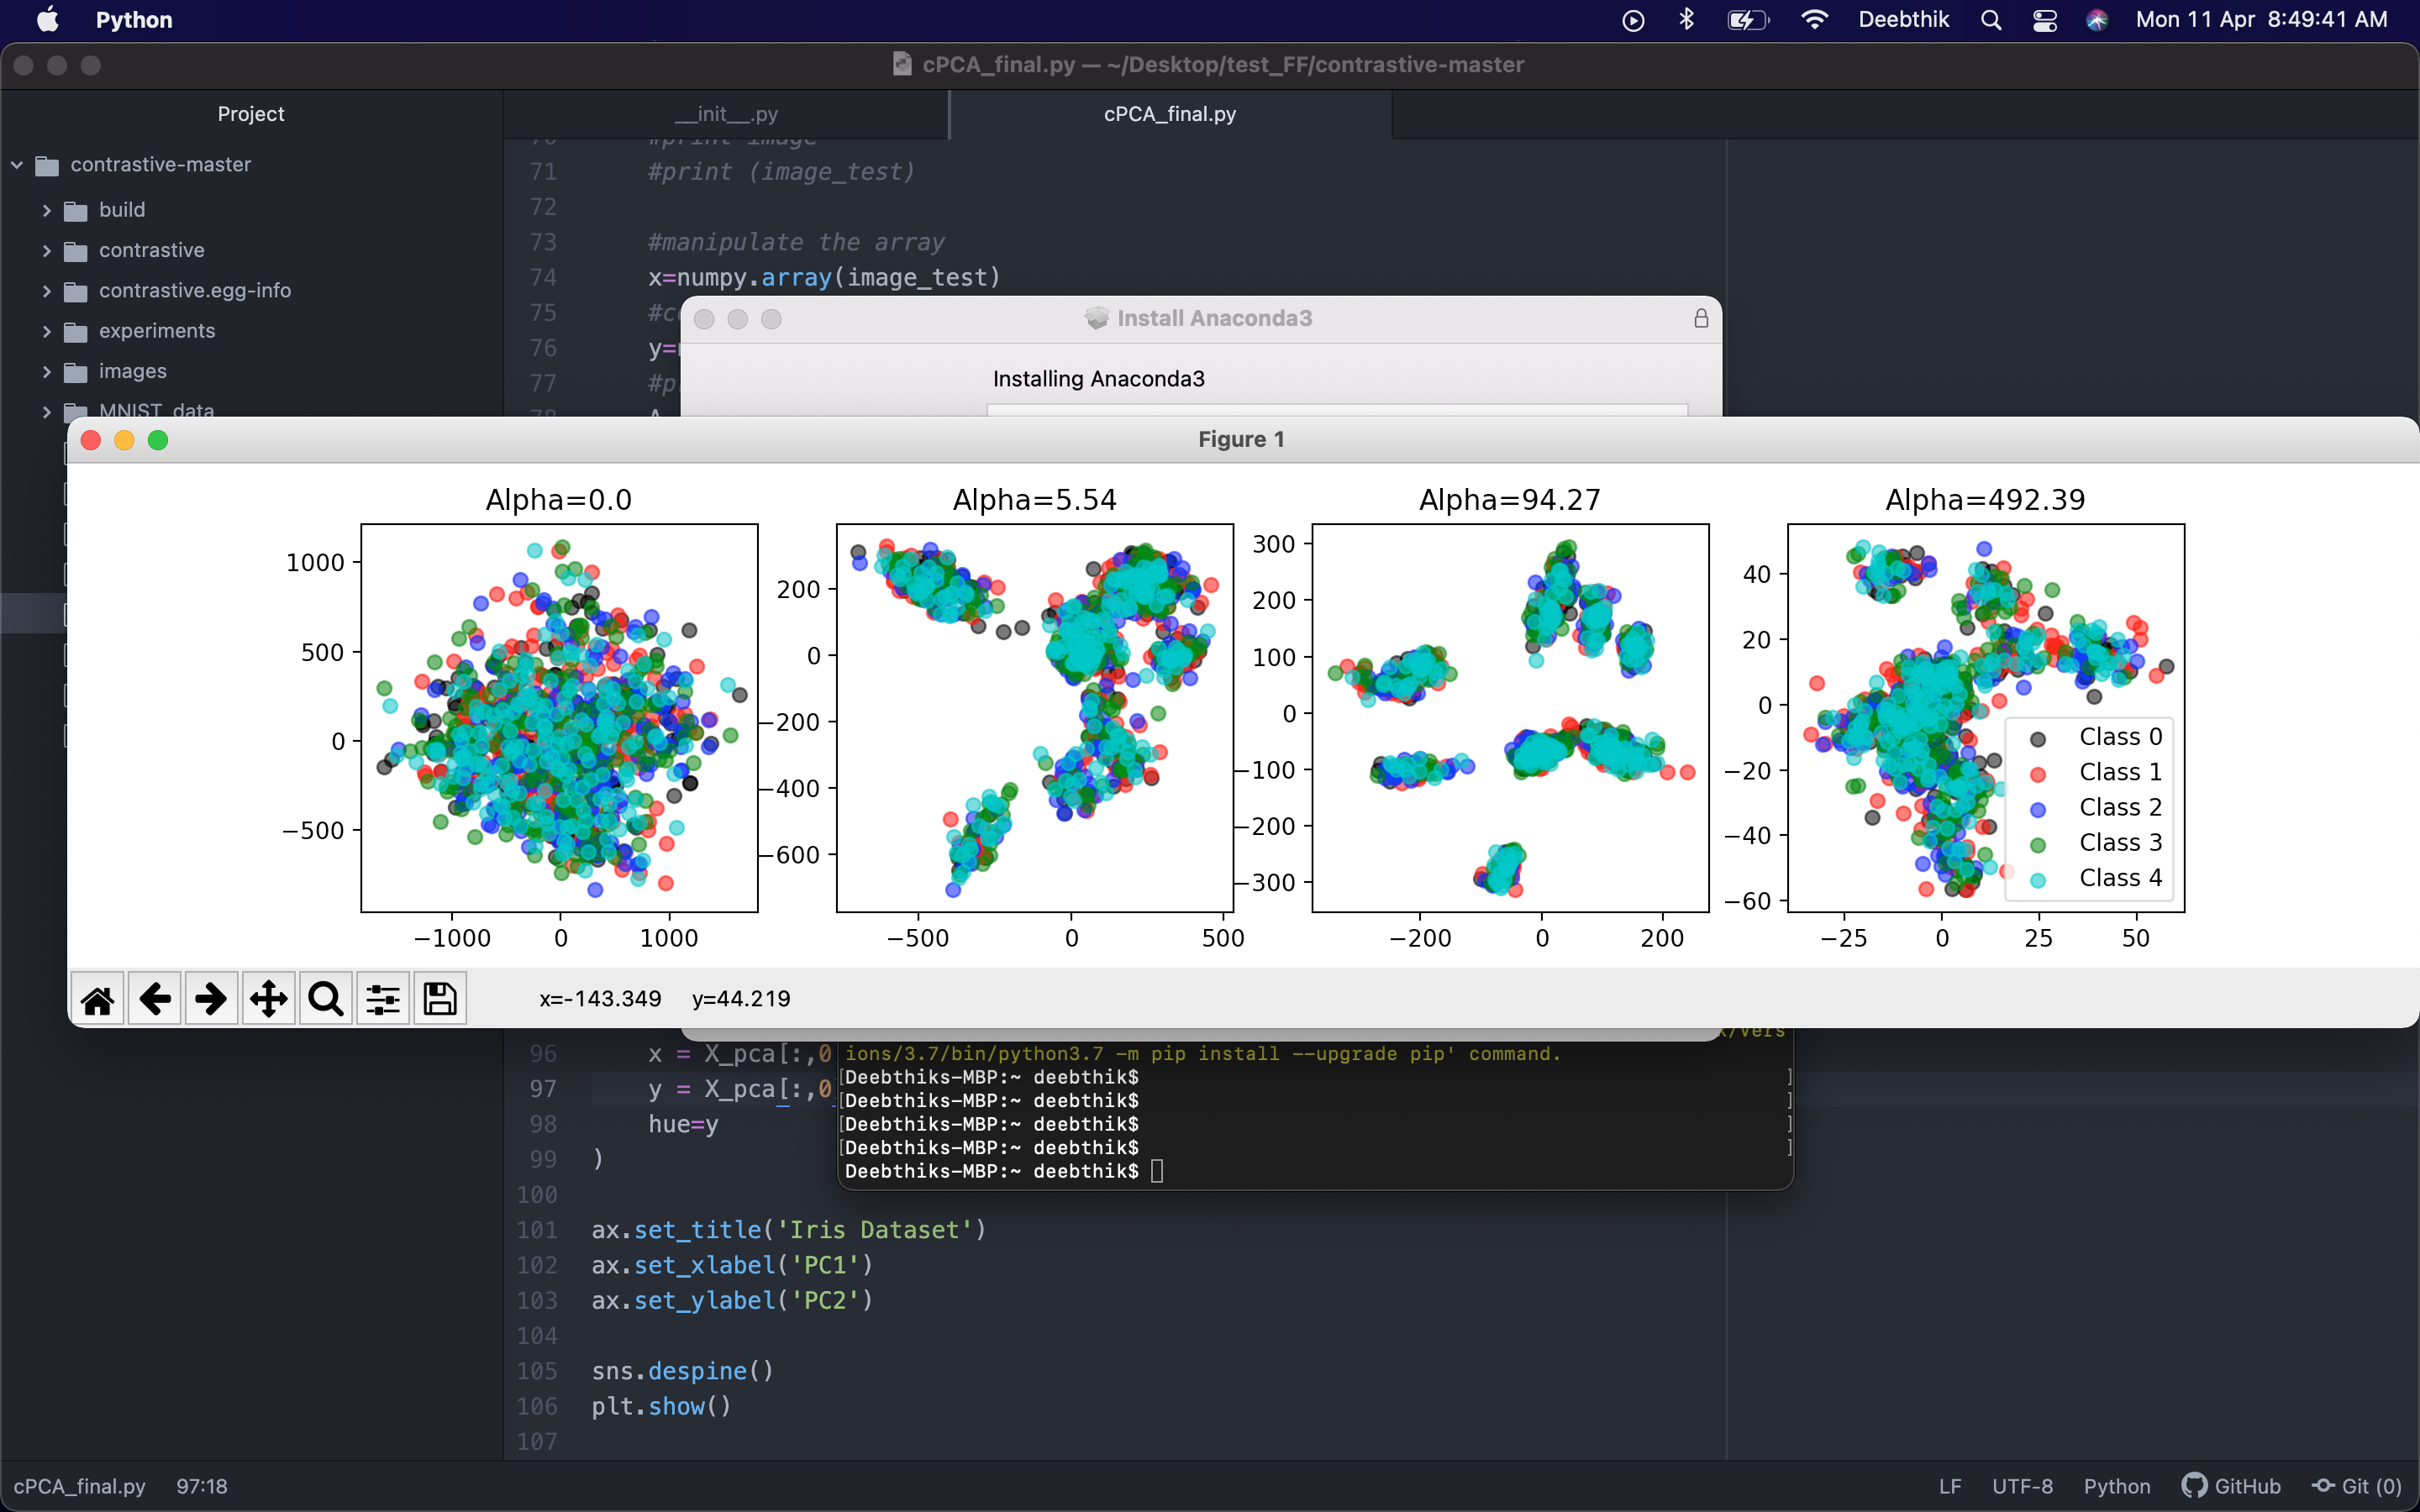 Python
Deebthik
Mon 11 Apr 8:49:41 AM
cPCA_final.py — ~/Desktop/test_FF/contrastive-master
Project
__init__.py
cPCA_final.py
contrastive-master
build
contrastive
contrastive.egg-info
experiments
images
MNIST_data
#print image
71 #print (image_test)
72
73 #manipulate the array
74 x=numpy.array(image_test)
75
76 y=
77
78
Install Anaconda3
Installing Anaconda3
Figure 1
Alpha=0.0
1000
500
0
−500
−1000 0 1000
Alpha=5.54
200
0
−200
−400
−600
−500 0 500
Alpha=94.27
300
200
100
0
−100
−200
−300
−200 0 200
Alpha=492.39
40
20
0
−20
−40
−60
−25 0 25 50
Class 0
Class 1
Class 2
Class 3
Class 4
x=-143.349 y=44.219
96 x = X_pca[:,0
97 y = X_pca[:,0
98 hue=y
99 )
100
101 ax.set_title('Iris Dataset')
102 ax.set_xlabel('PC1')
103 ax.set_ylabel('PC2')
104
105 sns.despine()
106 plt.show()
107
ions/3.7/bin/python3.7 -m pip install --upgrade pip' command.
[Deebthiks-MBP:~ deebthik$ ]
[Deebthiks-MBP:~ deebthik$ ]
[Deebthiks-MBP:~ deebthik$ ]
[Deebthiks-MBP:~ deebthik$ ]
Deebthiks-MBP:~ deebthik$
cPCA_final.py 97:18
LF UTF-8 Python GitHub Git (0)